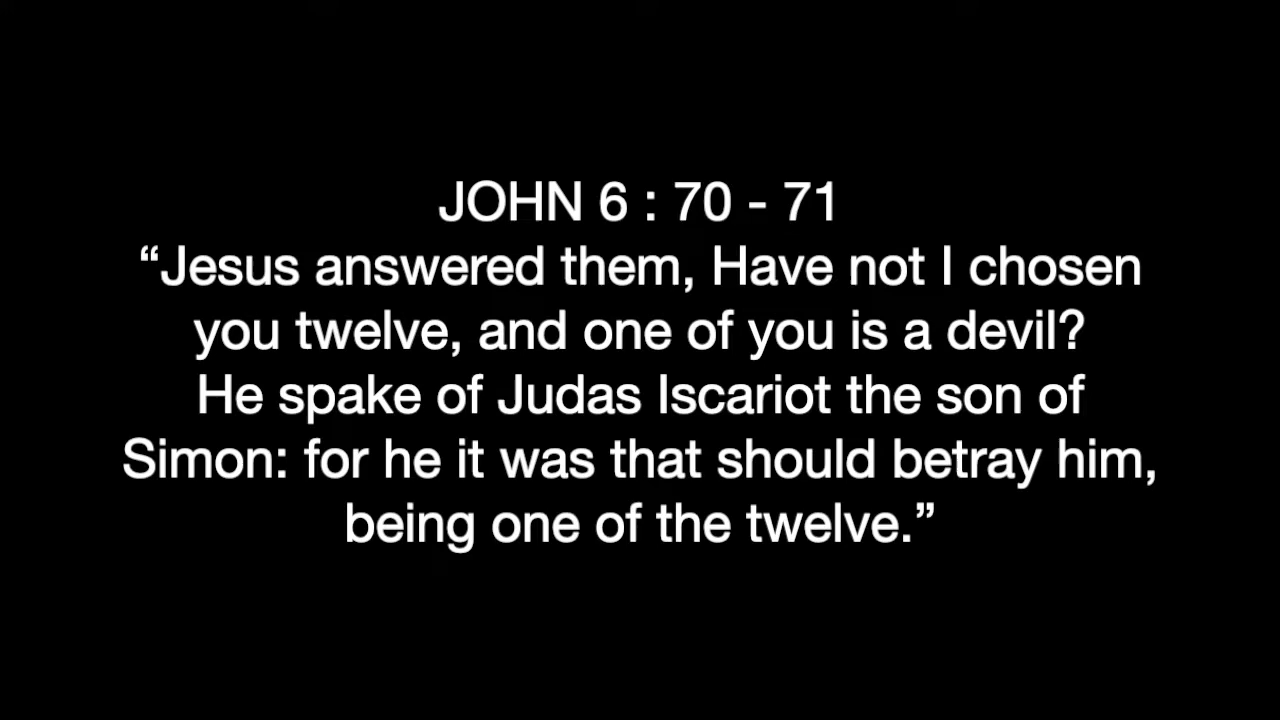 JOHN 6 : 70 - 71
“Jesus answered them, Have not I chosen
you twelve, and one of you is a devil?
He spake of Judas Iscariot the son of
Simon: for he it was that should betray him,
being one of the twelve.”